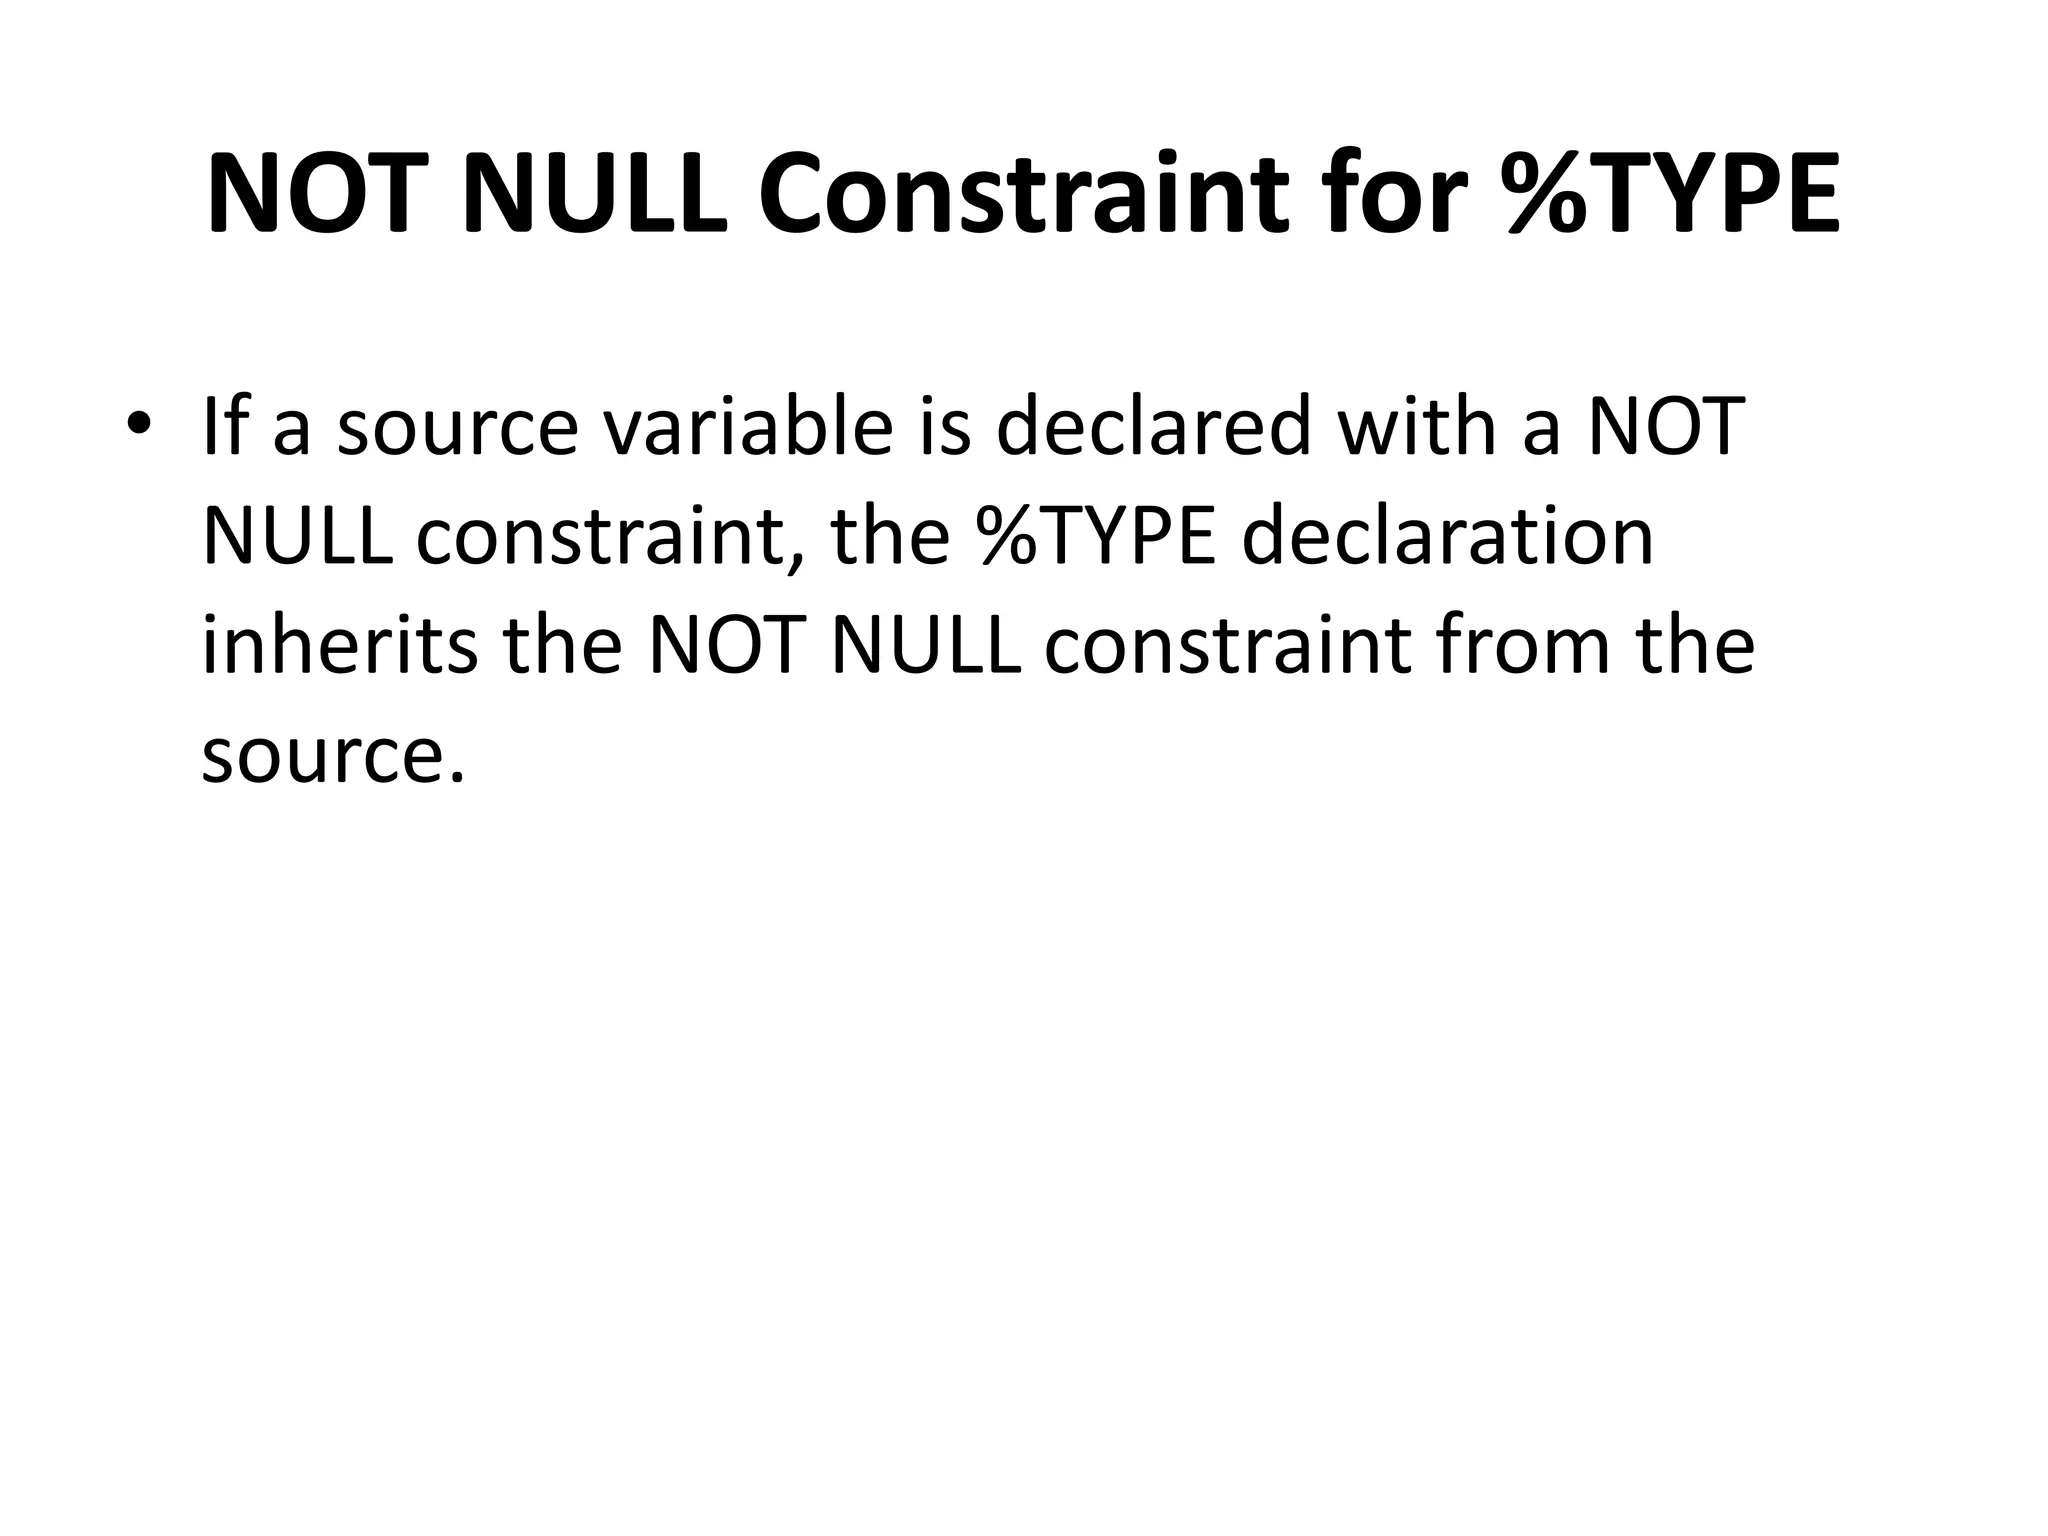 NOT NULL Constraint for %TYPE
• If a source variable is declared with a NOT
NULL constraint, the %TYPE declaration
inherits the NOT NULL constraint from the
source.